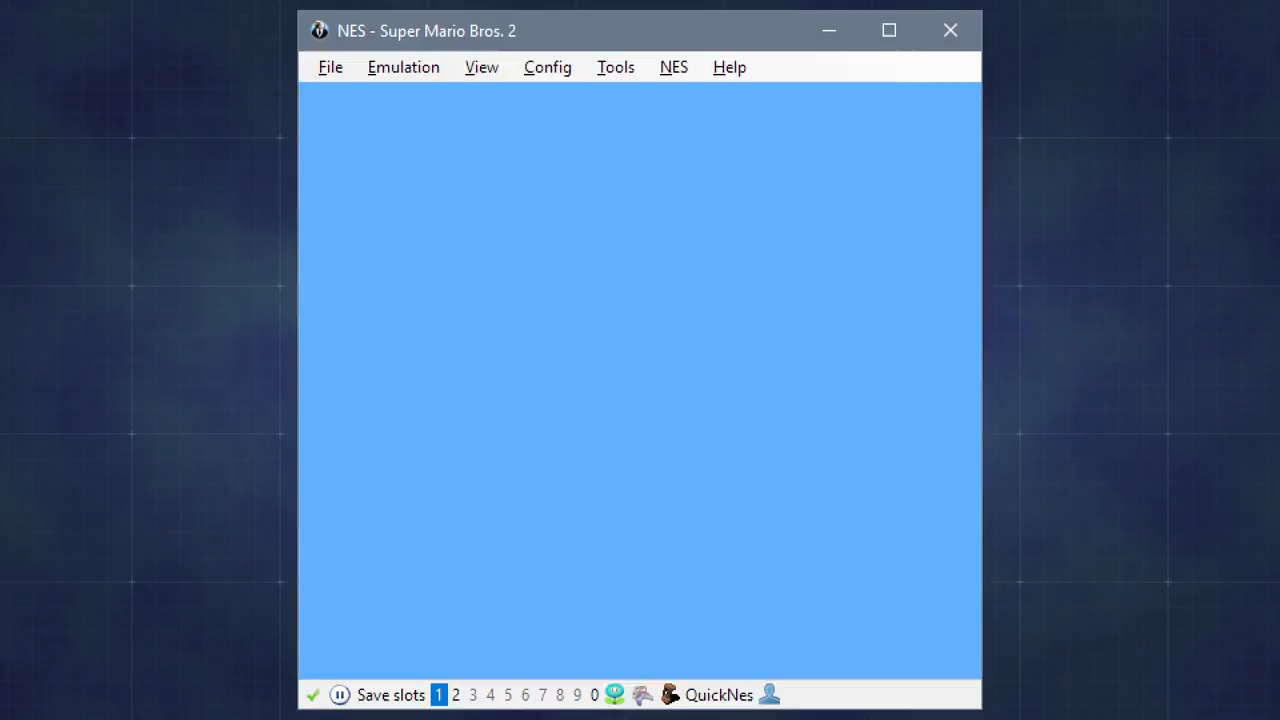 NES - Super Mario Bros. 2
File Emulation View Config Tools NES Help
Save slots 1 2 3 4 5 6 7 8 9 0 QuickNes